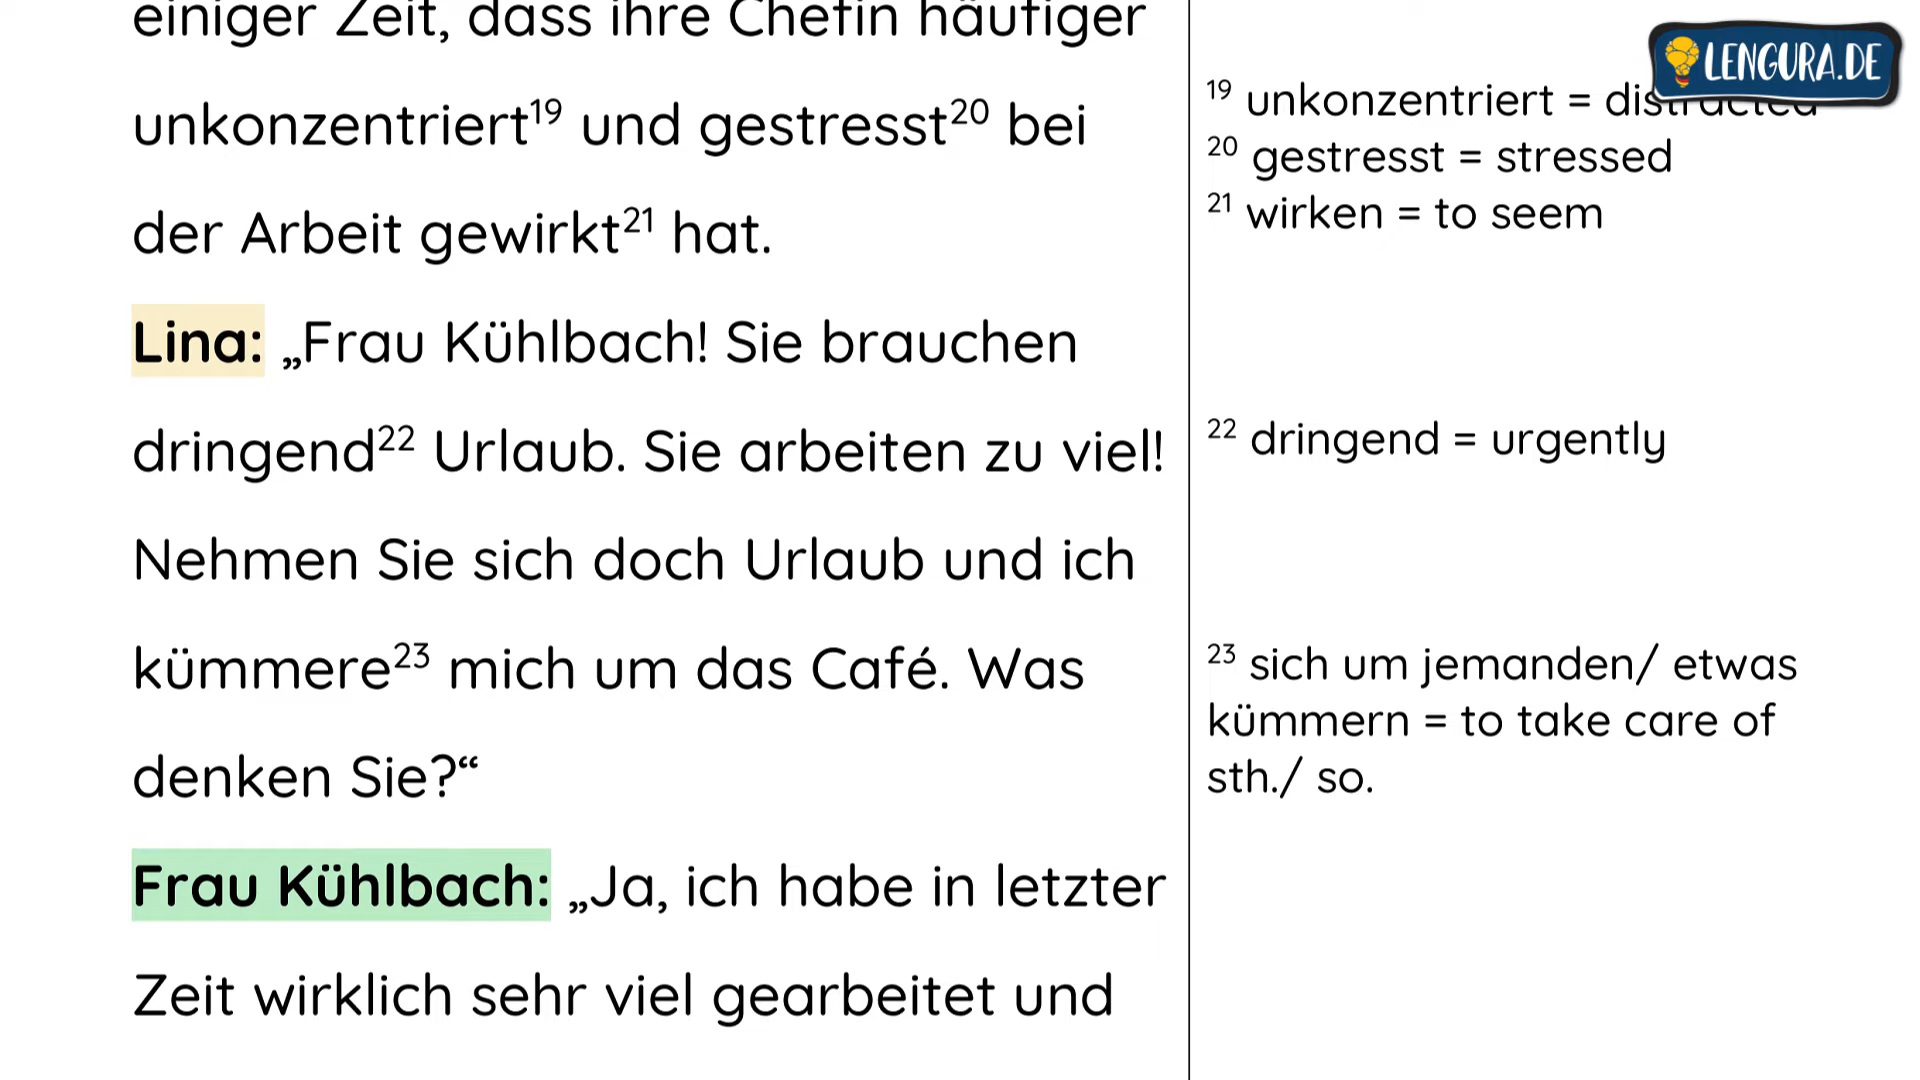 einiger Zeit, dass ihre Chefin häufiger
unkonzentriert¹⁹ und gestresst²⁰ bei
der Arbeit gewirkt²¹ hat.
Lina: „Frau Kühlbach! Sie brauchen
dringend²² Urlaub. Sie arbeiten zu viel!
Nehmen Sie sich doch Urlaub und ich
kümmere²³ mich um das Café. Was
denken Sie?“
Frau Kühlbach: „Ja, ich habe in letzter
Zeit wirklich sehr viel gearbeitet und
LENGURA.DE
¹⁹ unkonzentriert = distracted
²⁰ gestresst = stressed
²¹ wirken = to seem
²² dringend = urgently
²³ sich um jemanden/ etwas
kümmern = to take care of
sth./ so.